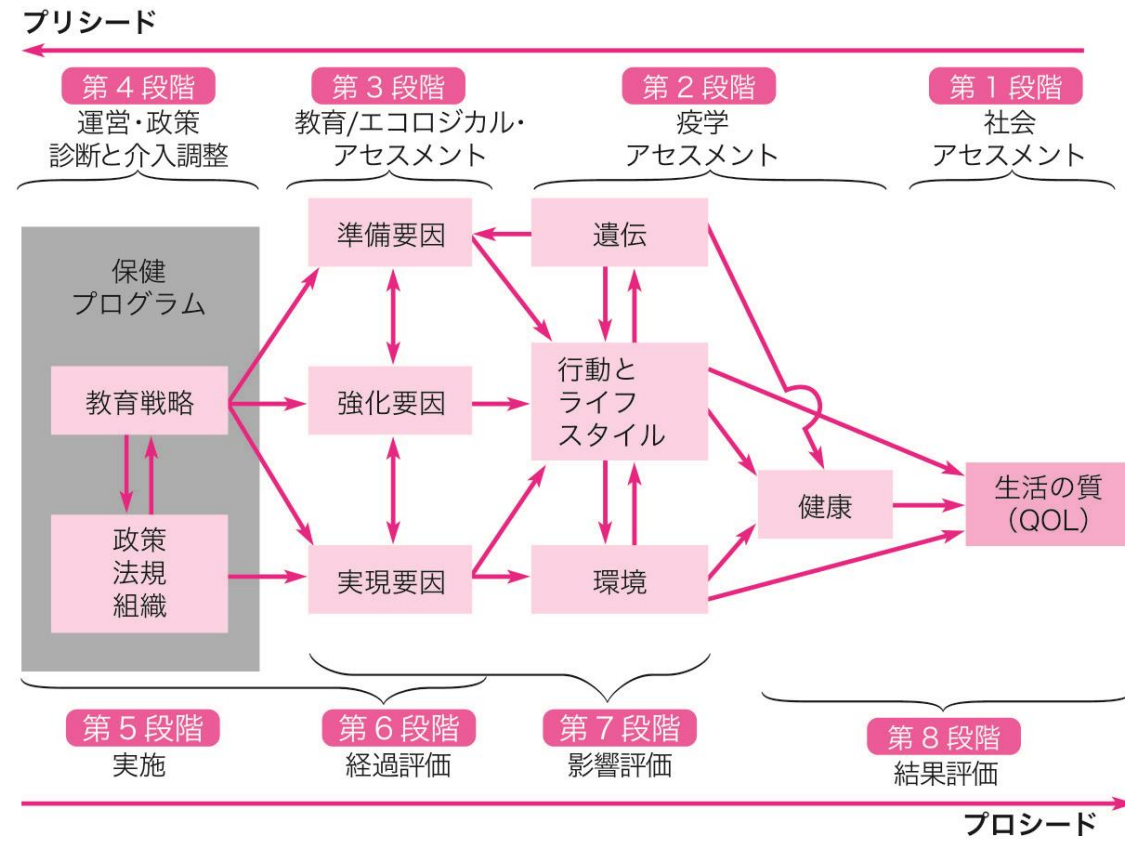 プリシード
第4段階
運営・政策
診断と介入調整
第3段階
教育/エコロジカル・
アセスメント
第2段階
疫学
アセスメント
第1段階
社会
アセスメント
保健
プログラム
教育戦略
政策
法規
組織
準備要因
強化要因
実現要因
遺伝
行動と
ライフ
スタイル
環境
健康
生活の質
(QOL)
第5段階
実施
第6段階
経過評価
第7段階
影響評価
第8段階
結果評価
プロシード